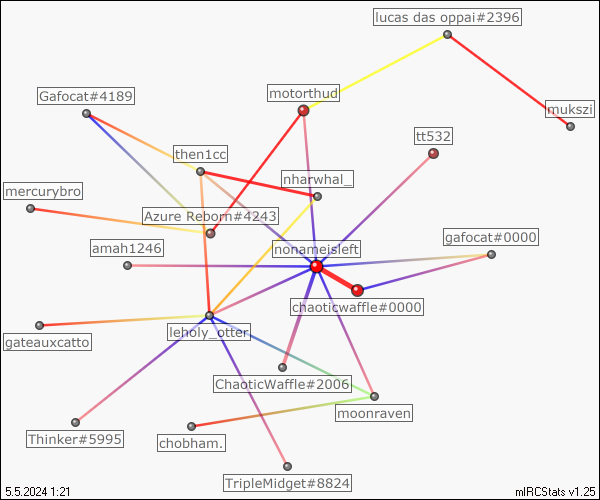 lucas das oppai#2396
Gafocat#4189
motorthud
mukszi
tt532
then1cc
nharwhal_
mercurybro
Azure Reborn#4243
amah1246
nonameisleft
gafocat#0000
chaoticwaffle#0000
gateauxcatto
leholy_otter
ChaoticWaffle#2006
moonraven
Thinker#5995
chobham.
TripleMidget#8824
5.5.2024 1:21
mIRCStats v1.25